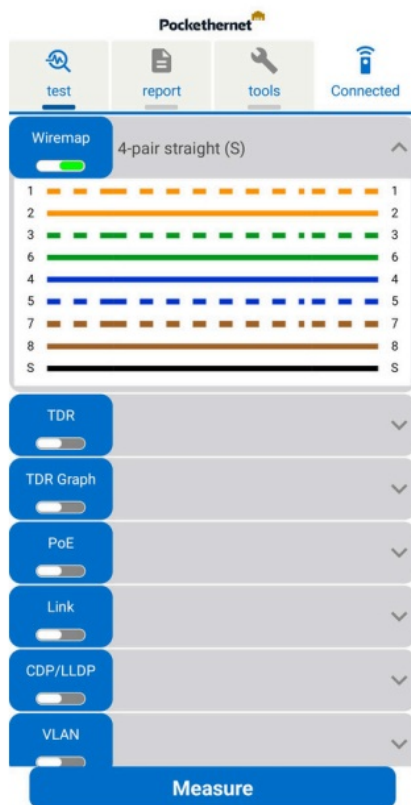 Pockethernet
test report tools Connected
Wiremap 4-pair straight (S)
1 1
2 2
3 3
6 6
4 4
5 5
7 7
8 8
S S
TDR
TDR Graph
PoE
Link
CDP/LLDP
VLAN
Measure